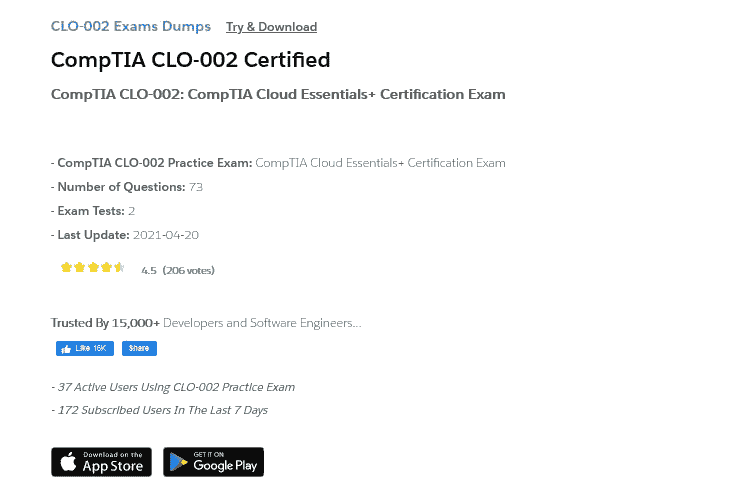 CLO-002 Exams Dumps Try & Download
CompTIA CLO-002 Certified
CompTIA CLO-002: CompTIA Cloud Essentials+ Certification Exam
- CompTIA CLO-002 Practice Exam: CompTIA Cloud Essentials+ Certification Exam
- Number of Questions: 73
- Exam Tests: 2
- Last Update: 2021-04-20
4.5 (206 votes)
Trusted By 15,000+ Developers and Software Engineers...
Like 16K Share
- 37 Active Users Using CLO-002 Practice Exam
- 172 Subscribed Users In The Last 7 Days
Download on the GET IT ON
App Store Google Play